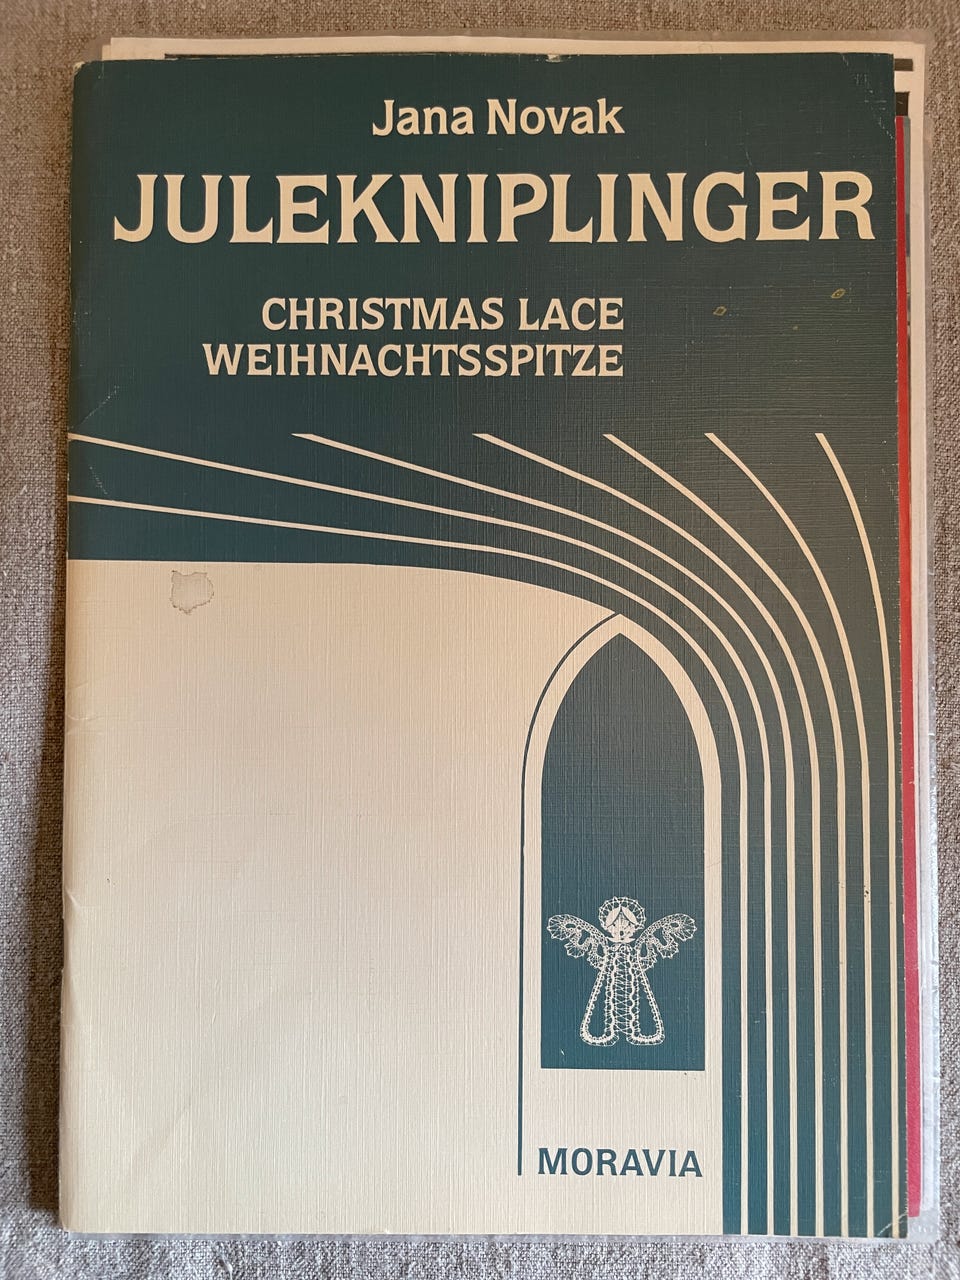 Jana Novak
JULEKNIPLINGER
CHRISTMAS LACE
WEIHNACHTSSPITZE
MORAVIA